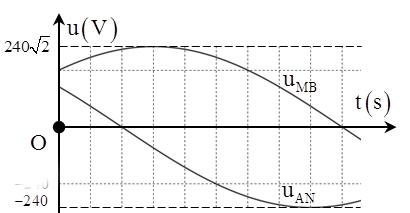 u(V)
240√2
u_MB
t(s)
O
u_AN
-240